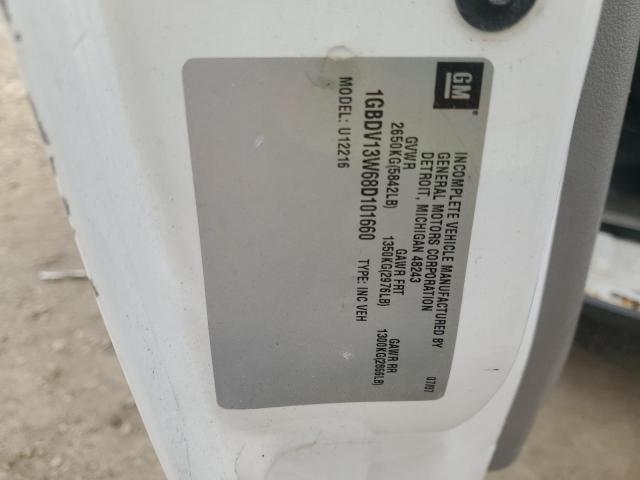 GM
INCOMPLETE VEHICLE MANUFACTURED BY
GENERAL MOTORS CORPORATION
DETROIT, MICHIGAN 48243
07/07
GVWR GAWR FRT GAWR RR
2650KG(5842LB) 1350KG(2976LB) 1300KG(2866LB)
1GBDV13W68D101660 TYPE: INC VEH
MODEL: U12216